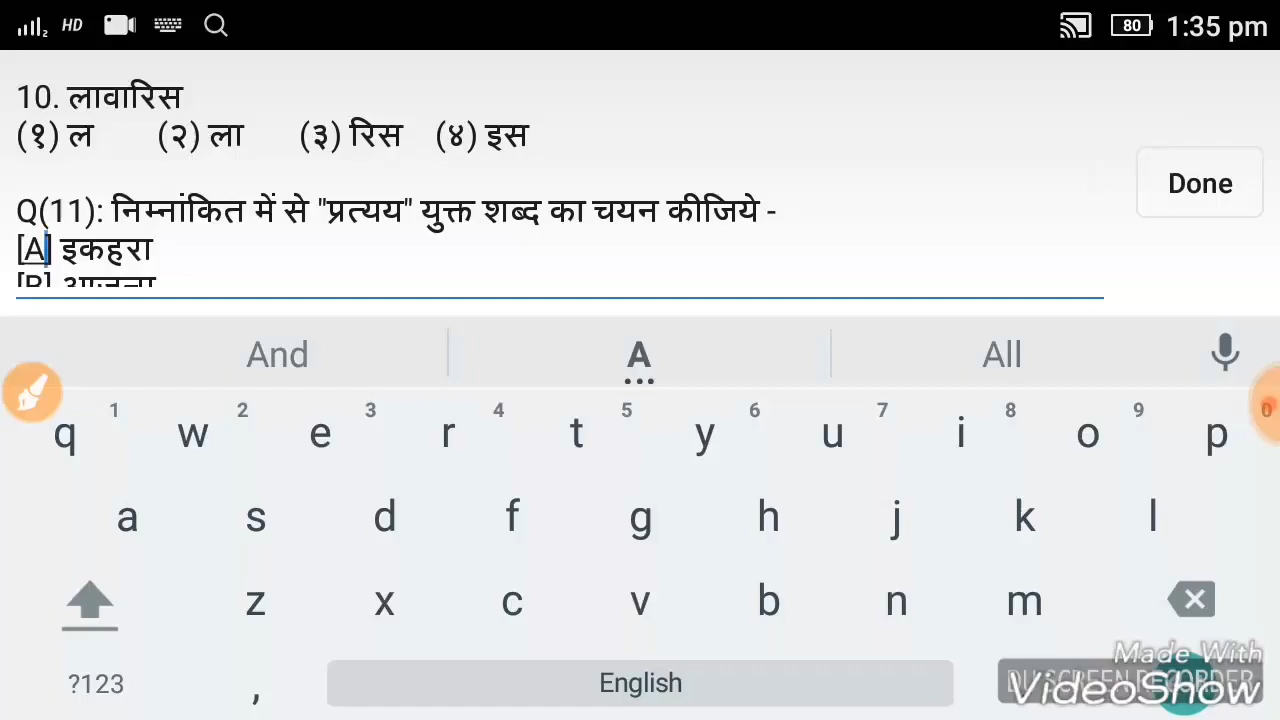 HD 80 1:35 pm
10. लावारिस
(१) ल (२) ला (३) रिस (४) इस
Q(11): निम्नांकित में से "प्रत्यय" युक्त शब्द का चयन कीजिये -
[A] इकहरा
[B]
Done
And A All
1 2 3 4 5 6 7 8 9 0
q w e r t y u i o p
a s d f g h j k l
z x c v b n m
?123 , English
Made With
VideoShow